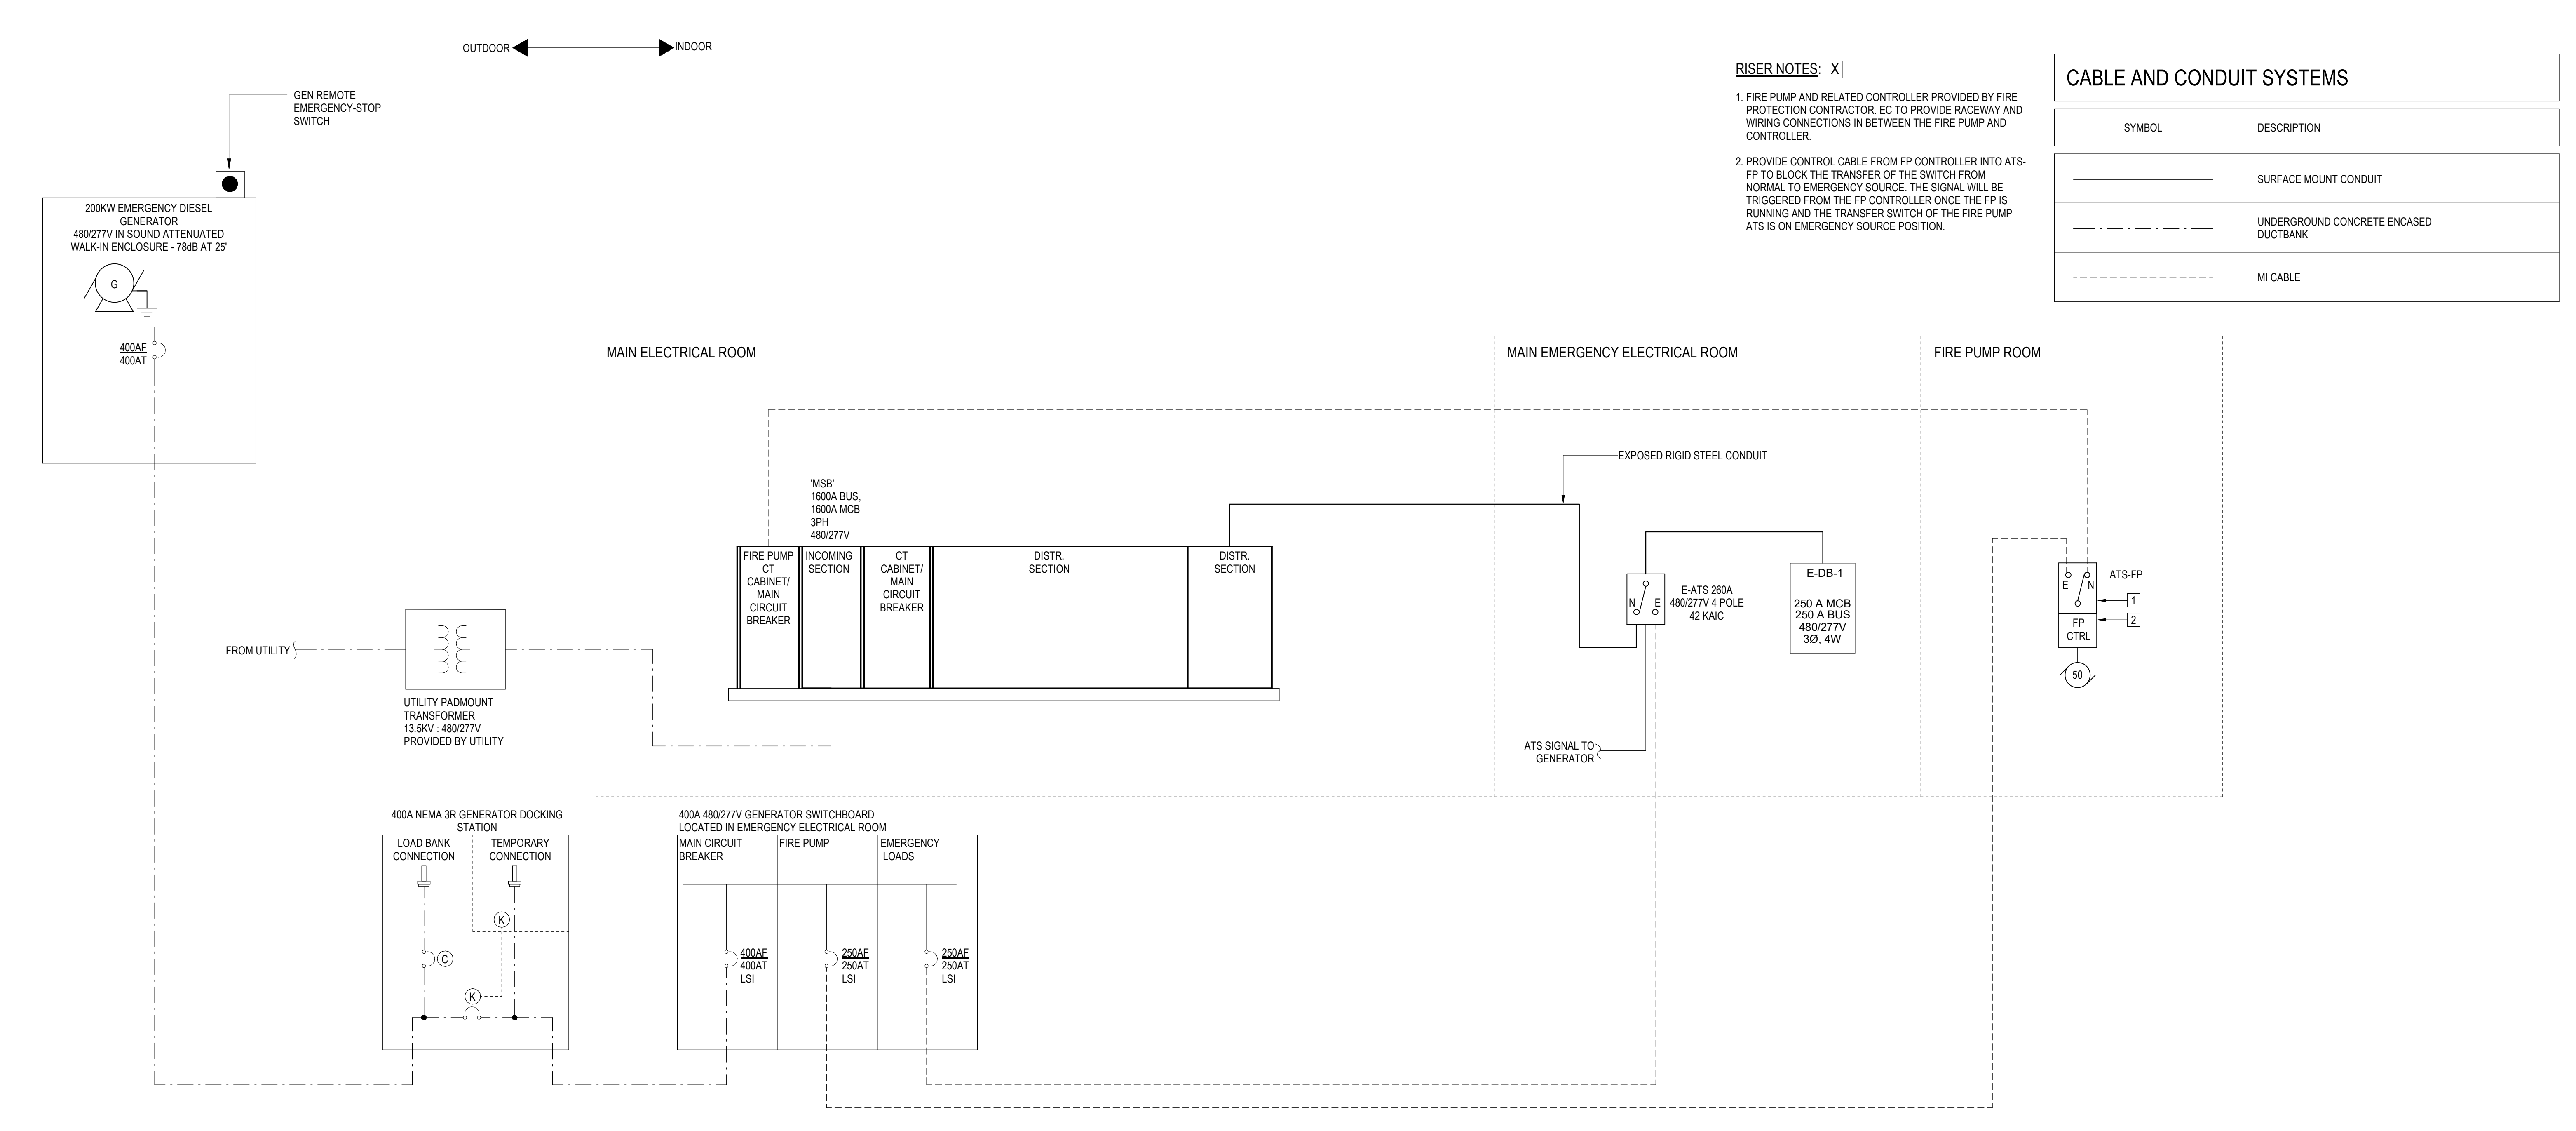 OUTDOOR
INDOOR
GEN REMOTE
EMERGENCY-STOP
SWITCH
200KW EMERGENCY DIESEL
GENERATOR
480/277V IN SOUND ATTENUATED
WALK-IN ENCLOSURE - 78dB AT 25'
G
400AF
400AT
RISER NOTES: X
1. FIRE PUMP AND RELATED CONTROLLER PROVIDED BY FIRE
PROTECTION CONTRACTOR. EC TO PROVIDE RACEWAY AND
WIRING CONNECTIONS IN BETWEEN THE FIRE PUMP AND
CONTROLLER.
2. PROVIDE CONTROL CABLE FROM FP CONTROLLER INTO ATS-
FP TO BLOCK THE TRANSFER OF THE SWITCH FROM
NORMAL TO EMERGENCY SOURCE. THE SIGNAL WILL BE
TRIGGERED FROM THE FP CONTROLLER ONCE THE FP IS
RUNNING AND THE TRANSFER SWITCH OF THE FIRE PUMP
ATS IS ON EMERGENCY SOURCE POSITION.
CABLE AND CONDUIT SYSTEMS
SYMBOL
DESCRIPTION
SURFACE MOUNT CONDUIT
UNDERGROUND CONCRETE ENCASED
DUCTBANK
MI CABLE
MAIN ELECTRICAL ROOM
MAIN EMERGENCY ELECTRICAL ROOM
FIRE PUMP ROOM
EXPOSED RIGID STEEL CONDUIT
'MSB'
1600A BUS,
1600A MCB
3PH
480/277V
FIRE PUMP
CT
CABINET/
MAIN
CIRCUIT
BREAKER
INCOMING
SECTION
CT
CABINET/
MAIN
CIRCUIT
BREAKER
DISTR.
SECTION
DISTR.
SECTION
N
E
E-ATS 260A
480/277V 4 POLE
42 KAIC
E-DB-1
250 A MCB
250 A BUS
480/277V
3Ø, 4W
E
N
ATS-FP
1
2
FP
CTRL
50
FROM UTILITY
UTILITY PADMOUNT
TRANSFORMER
13.5KV : 480/277V
PROVIDED BY UTILITY
ATS SIGNAL TO
GENERATOR
400A NEMA 3R GENERATOR DOCKING
STATION
LOAD BANK
CONNECTION
TEMPORARY
CONNECTION
K
C
K
400A 480/277V GENERATOR SWITCHBOARD
LOCATED IN EMERGENCY ELECTRICAL ROOM
MAIN CIRCUIT
BREAKER
FIRE PUMP
EMERGENCY
LOADS
400AF
400AT
LSI
250AF
250AT
LSI
250AF
250AT
LSI